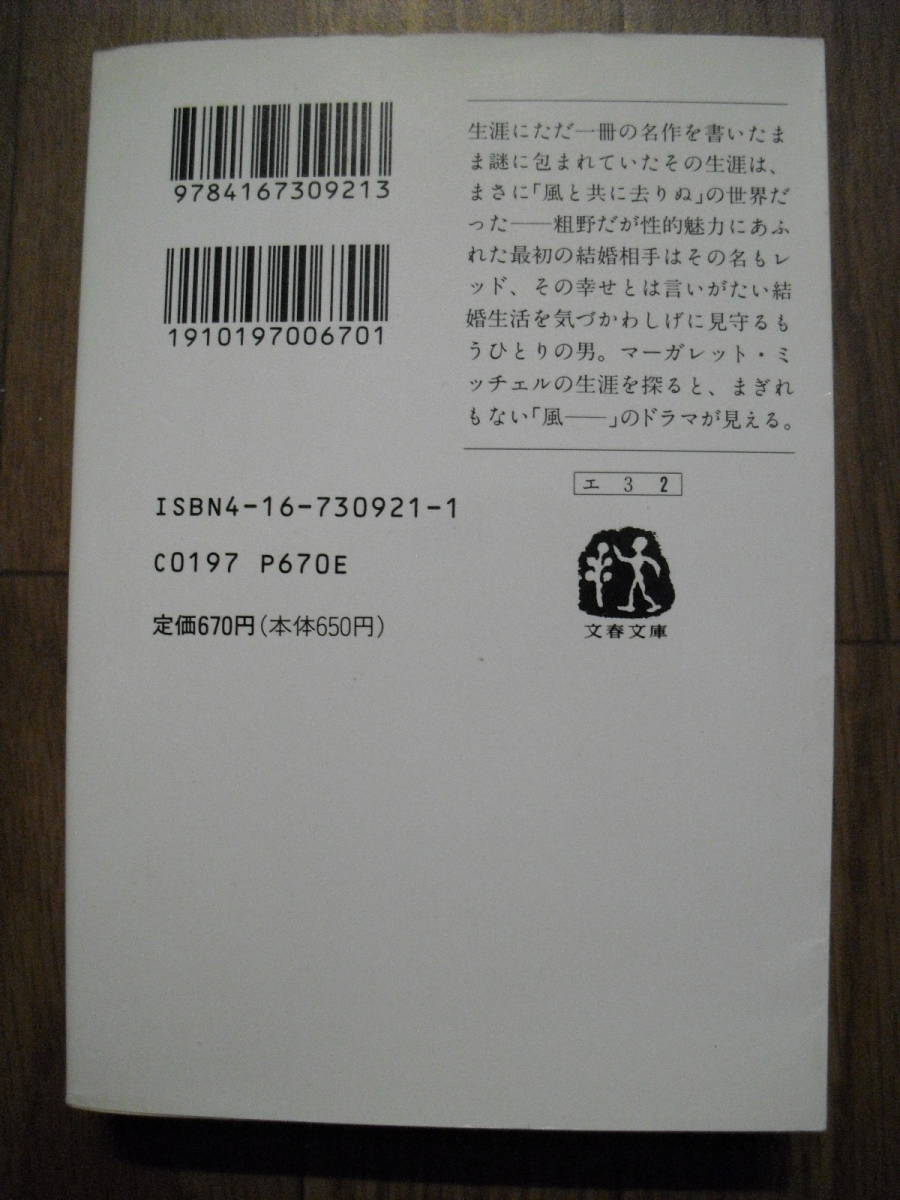 9784167309213
1910197006701
生涯にただ一冊の名作を書いたま
ま謎に包まれていたその生涯は、
まさに「風と共に去りぬ」の世界だ
った――粗野だが性的魅力にあふ
れた最初の結婚相手はその名もレ
ッド、その幸せとは言いがたい結
婚生活を気づかわしげに見守るも
うひとりの男。マーガレット・ミ
ッチェルの生涯を探ると、まぎれ
もない「風――」のドラマが見える。
エ 3 2
文春文庫
ISBN4-16-730921-1
C0197 P670E
定価670円(本体650円)